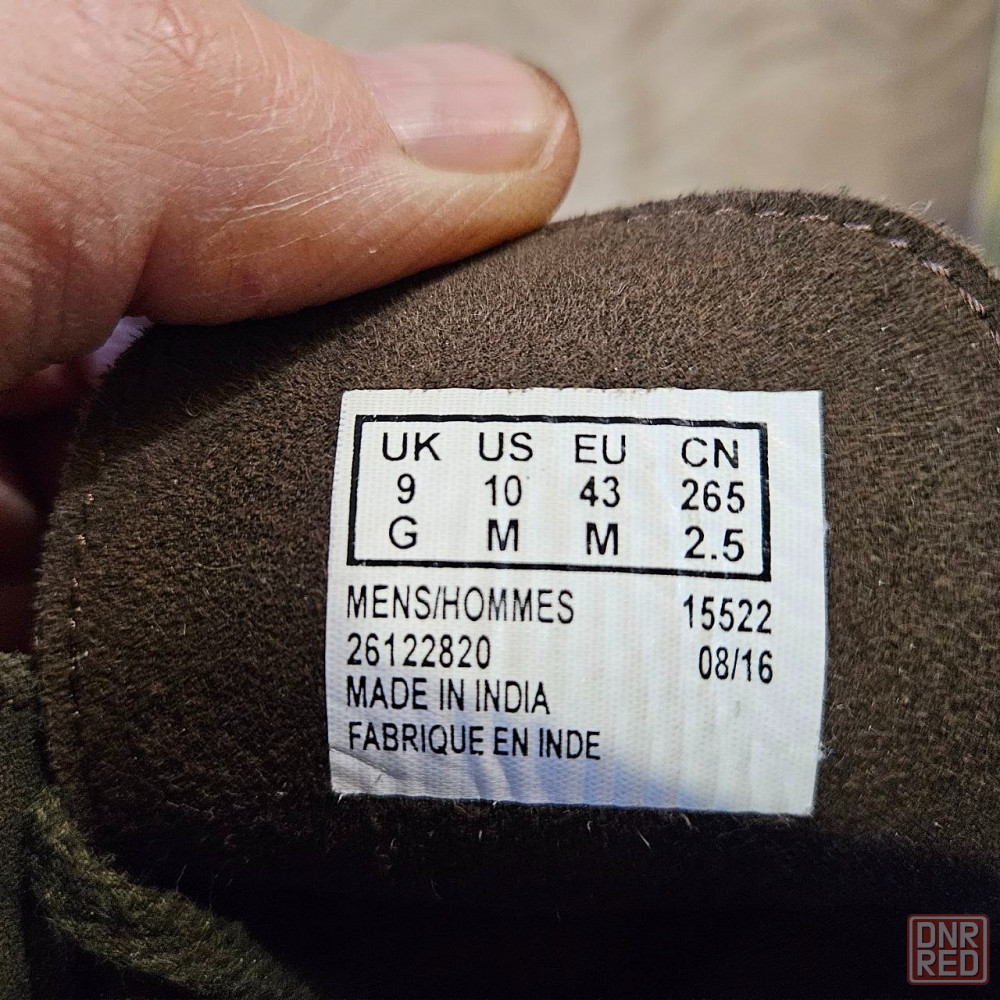 UK US EU CN
9 10 43 265
G M M 2.5
MENS/HOMMES 15522
26122820 08/16
MADE IN INDIA
FABRIQUE EN INDE
DNR
RED